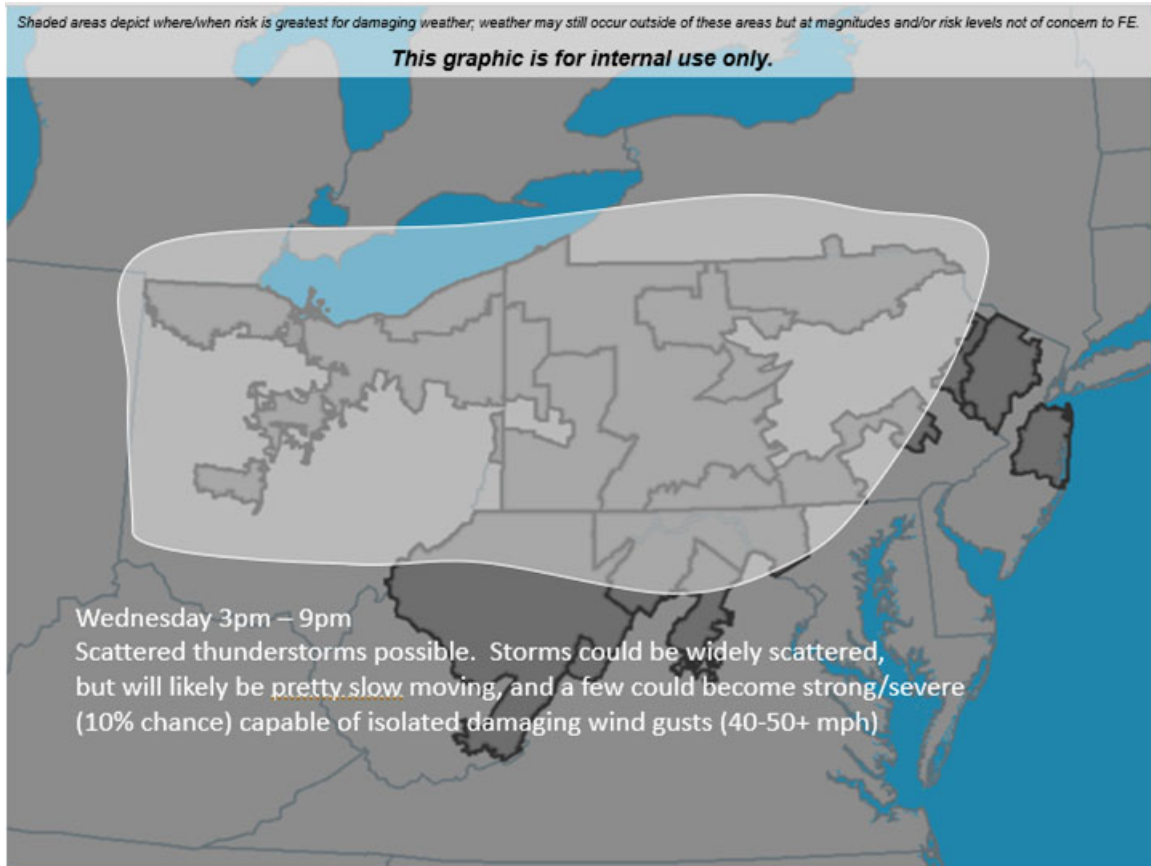 Shaded areas depict where/when risk is greatest for damaging weather; weather may still occur outside of these areas but at magnitudes and/or risk levels not of concern to FE.
This graphic is for internal use only.
Wednesday 3pm – 9pm
Scattered thunderstorms possible.  Storms could be widely scattered,
but will likely be pretty slow moving, and a few could become strong/severe
(10% chance) capable of isolated damaging wind gusts (40-50+ mph)